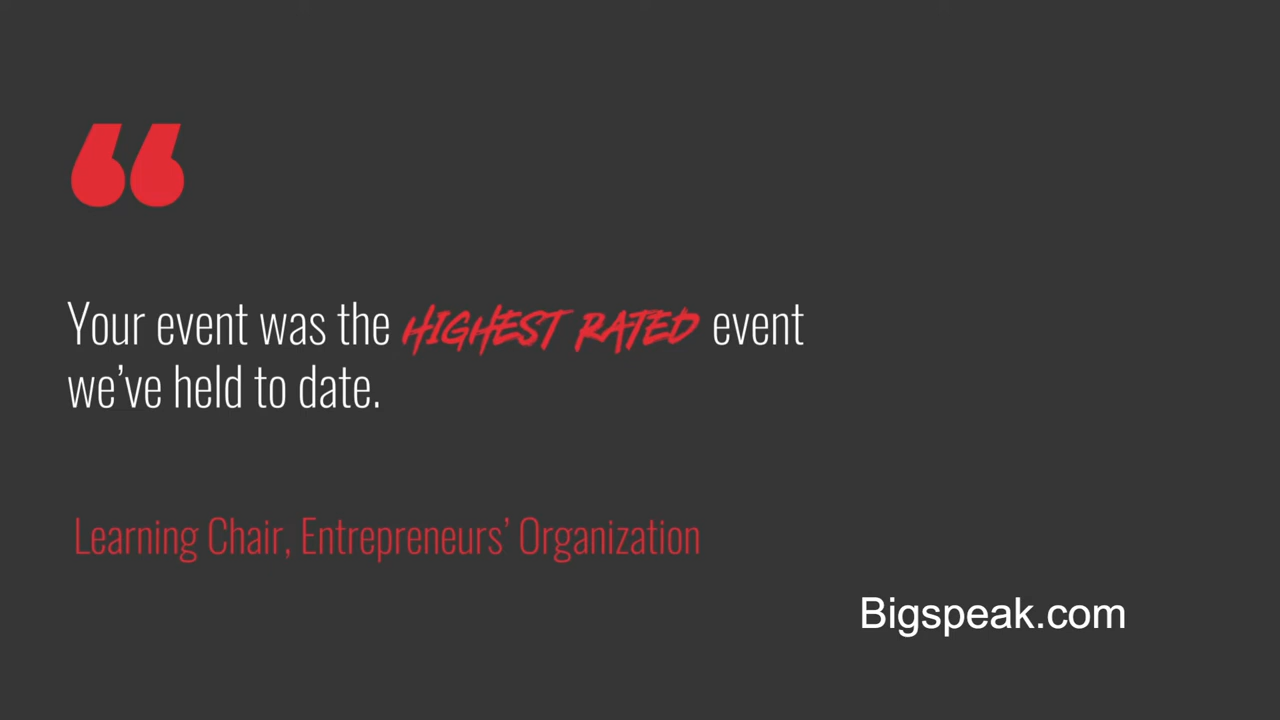 “
Your event was the HIGHEST RATED event
we’ve held to date.
Learning Chair, Entrepreneurs’ Organization
Bigspeak.com